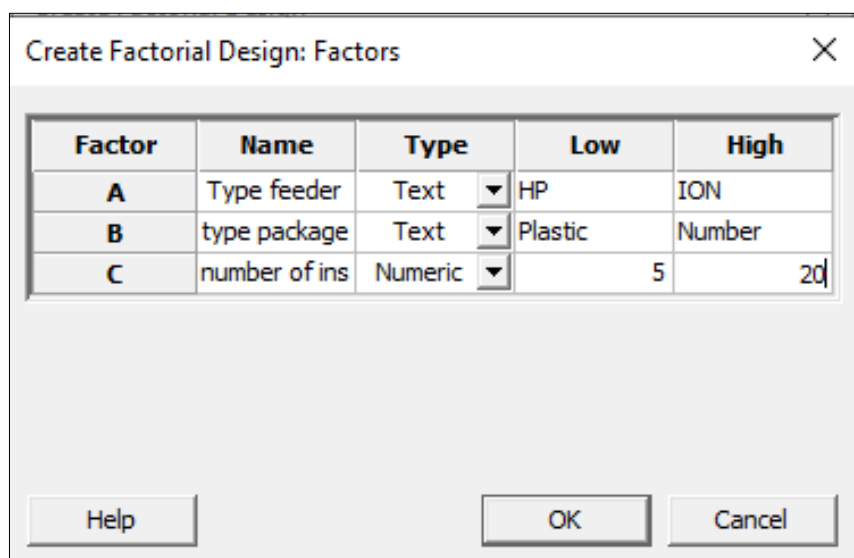 Create Factorial Design: Factors
Factor Name Type Low High
A Type feeder Text HP ION
B type package Text Plastic Number
C number of ins Numeric 5 20
Help OK Cancel